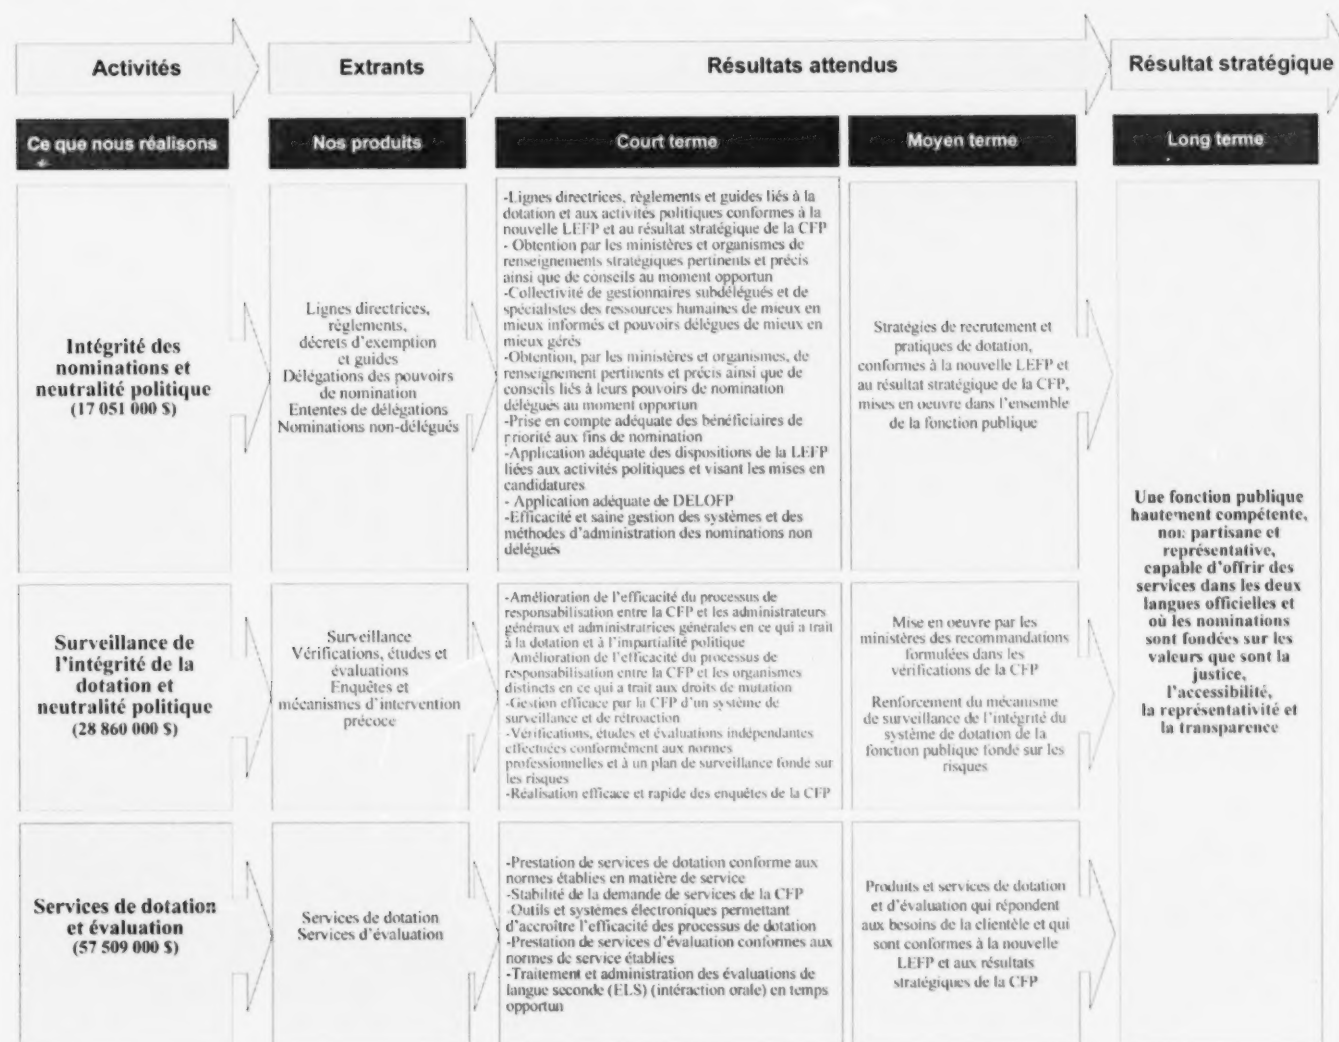 Activités
Extrants
Résultats attendus
Résultat stratégique
Ce que nous réalisons
Nos produits
Court terme
Moyen terme
Long terme
Intégrité des
nominations et
neutralité politique
(17 051 000 $)
Lignes directrices,
règlements,
décrets d'exemption
et guides
Délégations des pouvoirs
de nomination
Ententes de délégations
Nominations non-délégués
-Lignes directrices, règlements et guides liés à la
dotation et aux activités politiques conformes à la
nouvelle LEFP et au résultat stratégique de la CFP
- Obtention par les ministères et organismes de
renseignements stratégiques pertinents et précis
ainsi que de conseils au moment opportun
-Collectivité de gestionnaires subdélégués et de
spécialistes des ressources humaines de mieux en
mieux informés et pouvoirs délégues de mieux en
mieux gérés
-Obtention, par les ministères et organismes, de
renseignement pertinents et précis ainsi que de
conseils liés à leurs pouvoirs de nomination
délégués au moment opportun
-Prise en compte adéquate des bénéficiaires de
priorité aux fins de nomination
-Application adéquate des dispositions de la LEFP
liées aux activités politiques et visant les mises en
candidatures
- Application adéquate de DELOFP
-Efficacité et saine gestion des systèmes et des
méthodes d'administration des nominations non
délégués
Stratégies de recrutement et
pratiques de dotation,
conformes à la nouvelle LEFP et
au résultat stratégique de la CFP,
mises en oeuvre dans l'ensemble
de la fonction publique
Surveillance de
l'intégrité de la
dotation et
neutralité politique
(28 860 000 $)
Surveillance
Vérifications, études et
évaluations
Enquêtes et
mécanismes d'intervention
précoce
-Amélioration de l'efficacité du processus de
responsabilisation entre la CFP et les administrateurs
généraux et administratrices générales en ce qui a trait
à la dotation et à l'impartialité politique
Amélioration de l'efficacité du processus de
responsabilisation entre la CFP et les organismes
distincts en ce qui a trait aux droits de mutation
-Gestion efficace par la CFP d'un système de
surveillance et de rétroaction
-Vérifications, études et évaluations indépendantes
effectuées conformément aux normes
professionnelles et à un plan de surveillance fondé sur
les risques
-Réalisation efficace et rapide des enquêtes de la CFP
Mise en oeuvre par les
ministères des recommandations
formulées dans les
vérifications de la CFP
Renforcement du mécanisme
de surveillance de l'intégrité du
système de dotation de la
fonction publique fondé sur les
risques
Services de dotation
et évaluation
(57 509 000 $)
Services de dotation
Services d'évaluation
-Prestation de services de dotation conforme aux
normes établies en matière de service
-Stabilité de la demande de services de la CFP
-Outils et systèmes électroniques permettant
d'accroître l'efficacité des processus de dotation
-Prestation de services d'évaluation conformes aux
normes de service établies
-Traitement et administration des évaluations de
langue seconde (ELS) (intéraction orale) en temps
opportun
Produits et services de dotation
et d'évaluation qui répondent
aux besoins de la clientèle et qui
sont conformes à la nouvelle
LEFP et aux résultats
stratégiques de la CFP
Une fonction publique
hautement compétente,
non partisane et
représentative,
capable d'offrir des
services dans les deux
langues officielles et
où les nominations
sont fondées sur les
valeurs que sont la
justice,
l'accessibilité,
la représentativité et
la transparence